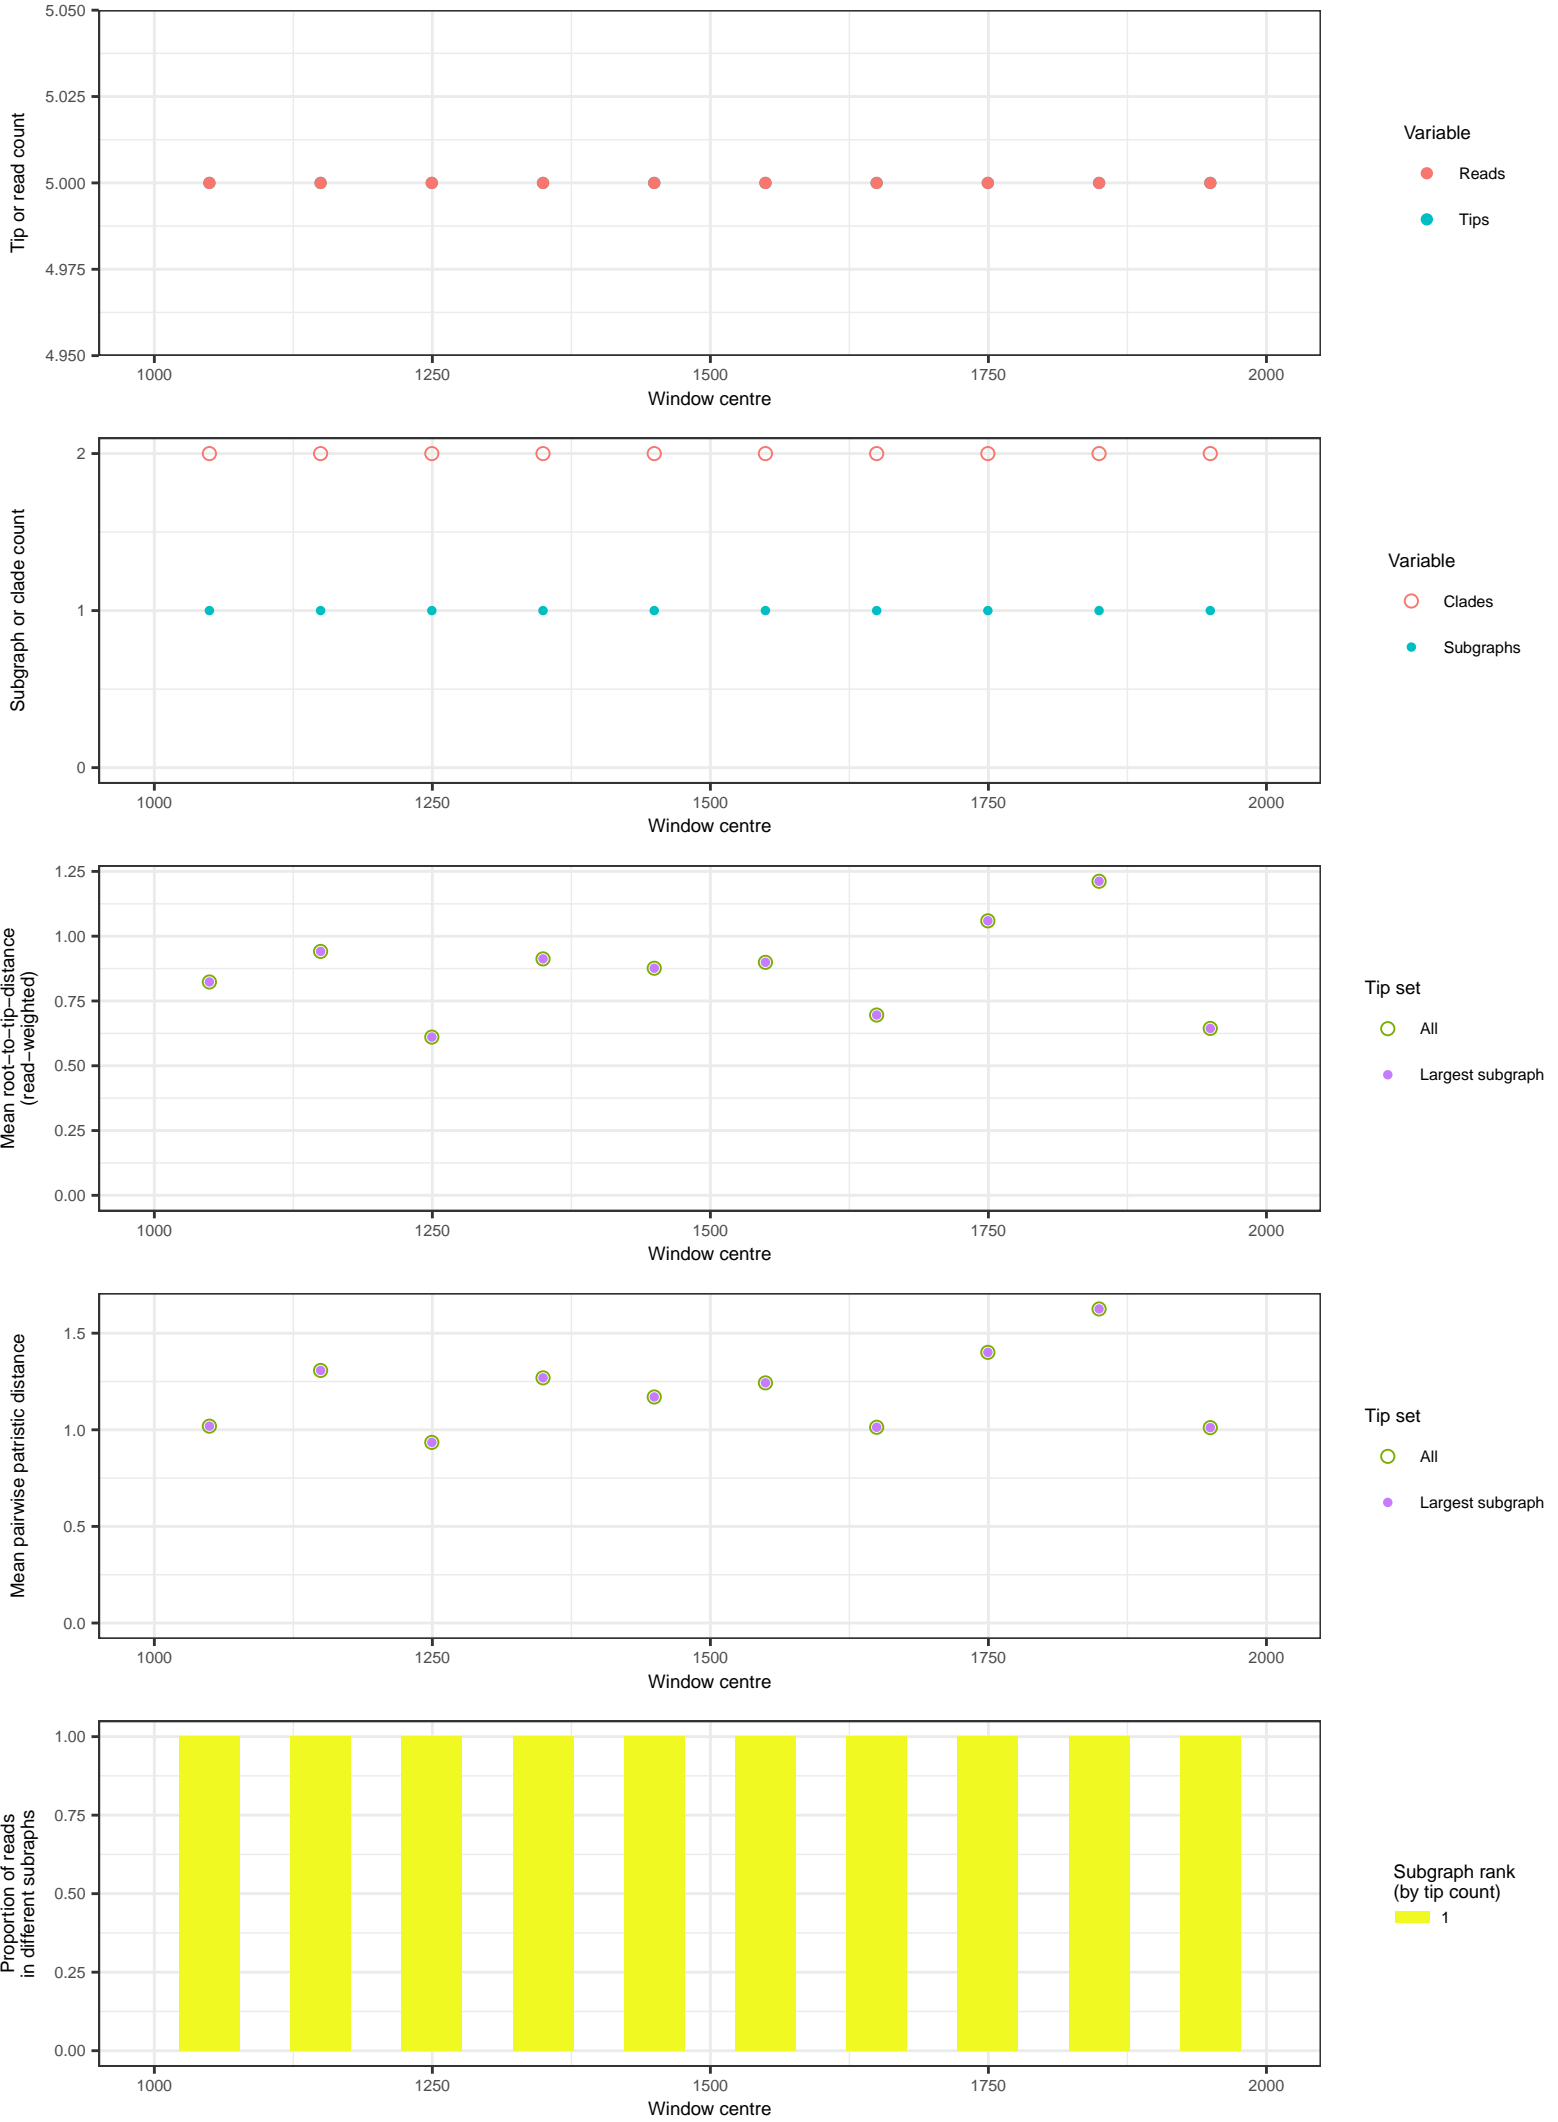 5.050
5.025
5.000
4.975
4.950
Tip or read count
1000 1250 1500 1750 2000
Window centre
Variable
Reads
Tips
2
1
0
Subgraph or clade count
1000 1250 1500 1750 2000
Window centre
Variable
Clades
Subgraphs
1.25
1.00
0.75
0.50
0.25
0.00
Mean root−to−tip−distance
(read−weighted)
1000 1250 1500 1750 2000
Window centre
Tip set
All
Largest subgraph
1.5
1.0
0.5
0.0
Mean pairwise patristic distance
1000 1250 1500 1750 2000
Window centre
Tip set
All
Largest subgraph
1.00
0.75
0.50
0.25
0.00
Proportion of reads
in different subraphs
1000 1250 1500 1750 2000
Window centre
Subgraph rank
(by tip count)
1